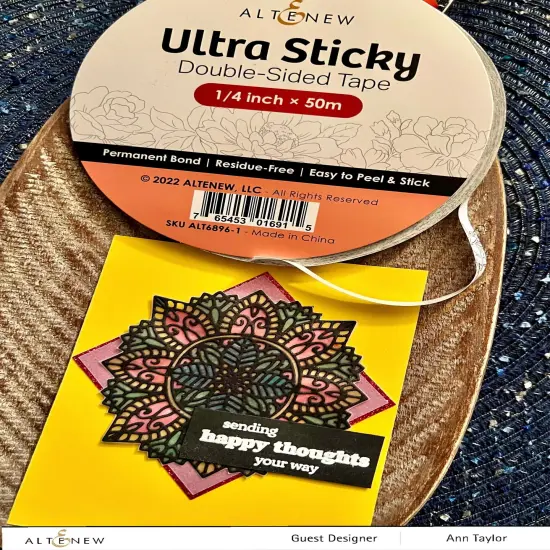 ALTENEW
Ultra Sticky
Double-Sided Tape
1/4 inch × 50m
Permanent Bond | Residue-Free | Easy to Peel & Stick
© 2022 ALTENEW, LLC - All Rights Reserved
7 65453 01691 5
SKU ALT6896-1 - Made in China
sending
happy thoughts
your way
ALTENEW Guest Designer Ann Taylor